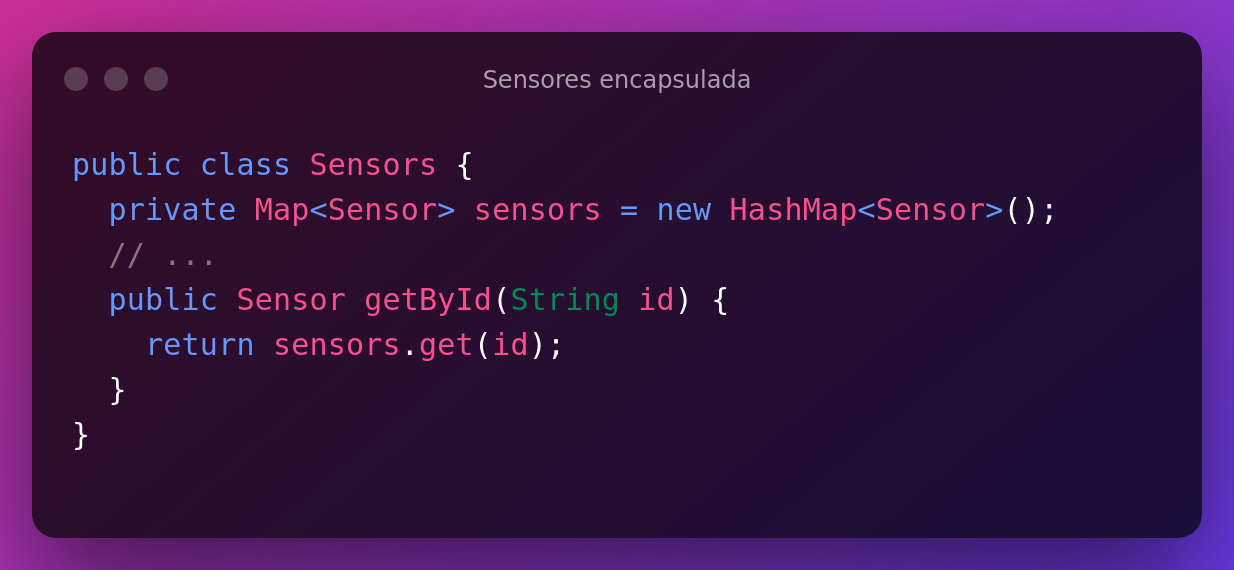 Sensores encapsulada
public class Sensors {
  private Map<Sensor> sensors = new HashMap<Sensor>();
  // ...
  public Sensor getById(String id) {
    return sensors.get(id);
  }
}